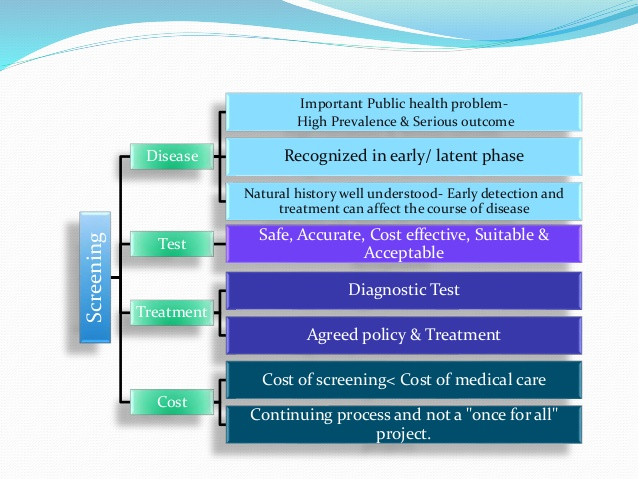 Screening
Disease
Important Public health problem-
High Prevalence & Serious outcome
Recognized in early/ latent phase
Natural history well understood- Early detection and
treatment can affect the course of disease
Test
Safe, Accurate, Cost effective, Suitable &
Acceptable
Treatment
Diagnostic Test
Agreed policy & Treatment
Cost
Cost of screening< Cost of medical care
Continuing process and not a "once for all"
project.